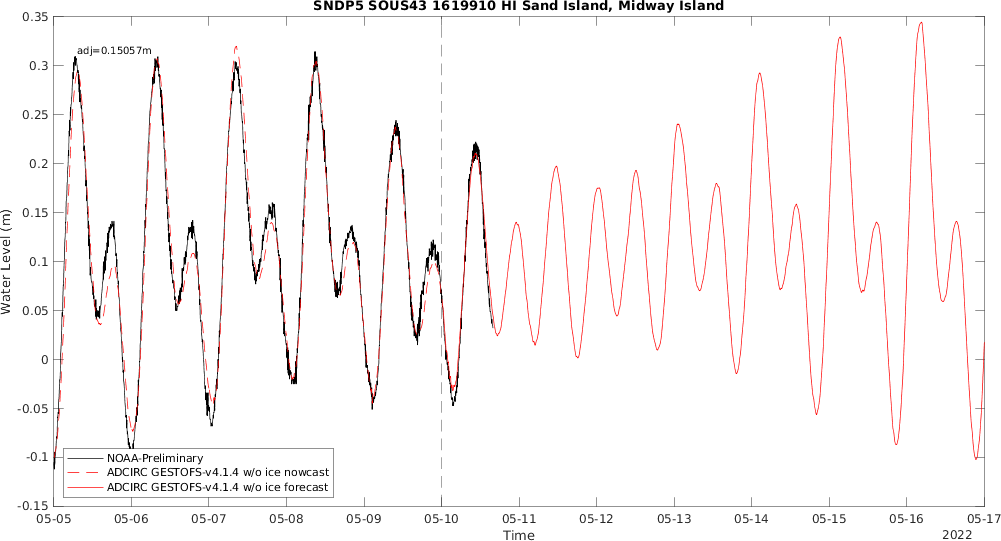 SNDP5 SOUS43 1619910 HI Sand Island, Midway Island
0.35
0.3
0.25
0.2
0.15
0.1
0.05
0
-0.05
-0.1
-0.15
Water Level (m)
adj=0.15057m
NOAA-Preliminary
ADCIRC GESTOFS-v4.1.4 w/o ice nowcast
ADCIRC GESTOFS-v4.1.4 w/o ice forecast
05-05 05-06 05-07 05-08 05-09 05-10 05-11 05-12 05-13 05-14 05-15 05-16 05-17
Time
2022